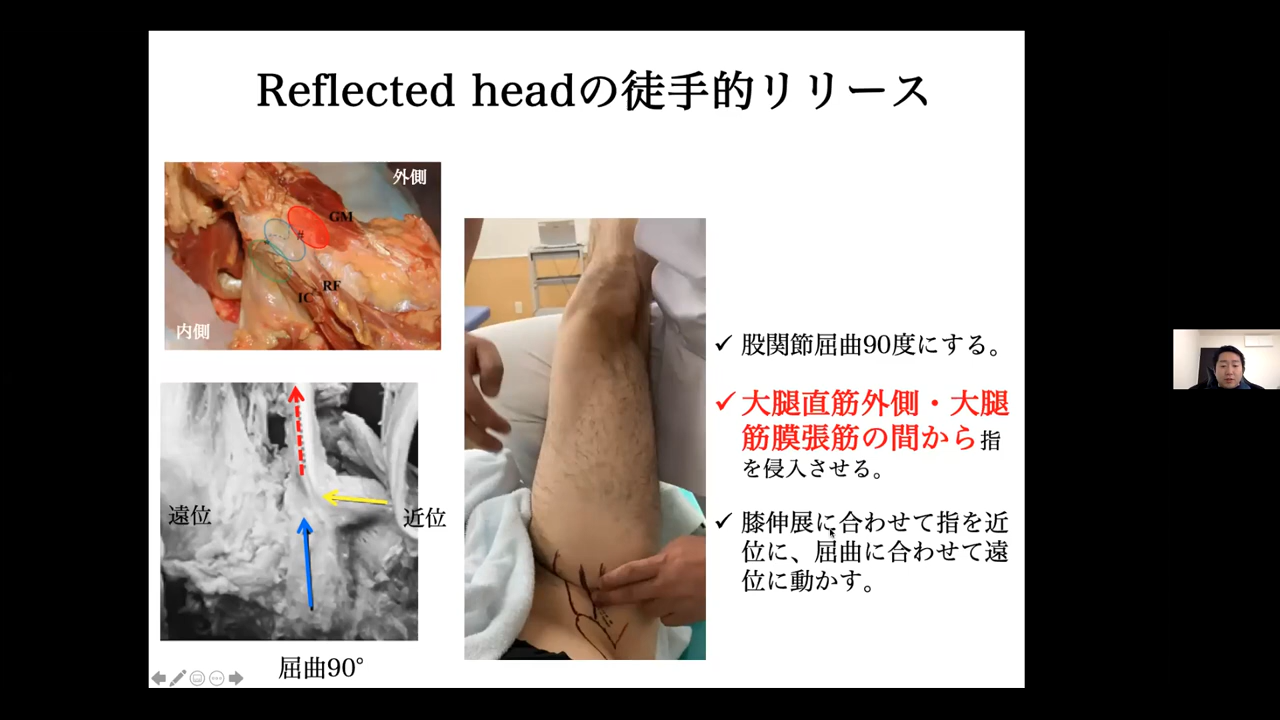 Reflected headの徒手的リリース
外側
GM
#
RF
IC
内側
遠位
近位
屈曲90°
✓ 股関節屈曲90度にする。
✓ 大腿直筋外側・大腿
筋膜張筋の間から指
を侵入させる。
✓ 膝伸展に合わせて指を近
位に、屈曲に合わせて遠
位に動かす。